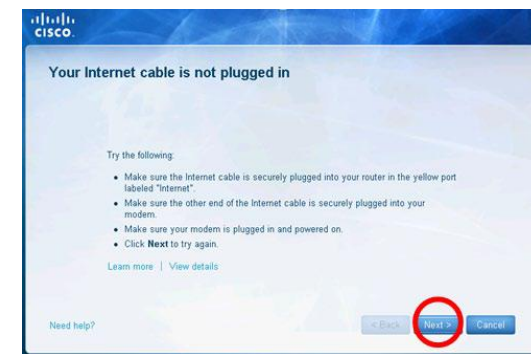 CISCO.
Your Internet cable is not plugged in
Try the following:
• Make sure the Internet cable is securely plugged into your router in the yellow port
labeled "Internet".
• Make sure the other end of the Internet cable is securely plugged into your
modem.
• Make sure your modem is plugged in and powered on.
• Click Next to try again.
Learn more | View details
Need help?
< Back
Next >
Cancel